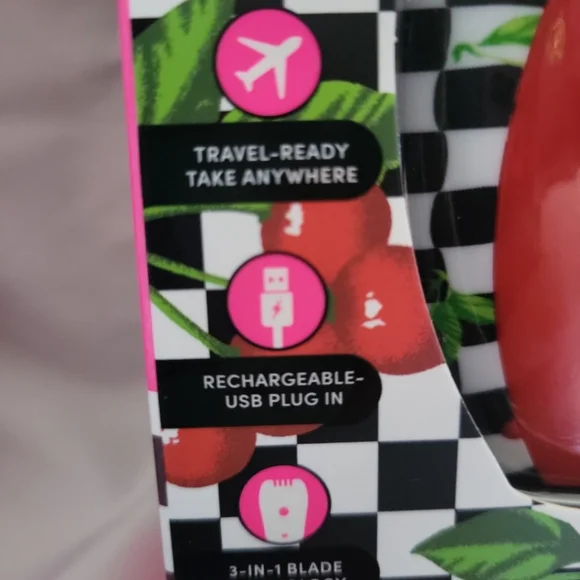 TRAVEL-READY
TAKE ANYWHERE
RECHARGEABLE-
USB PLUG IN
3-IN-1 BLADE